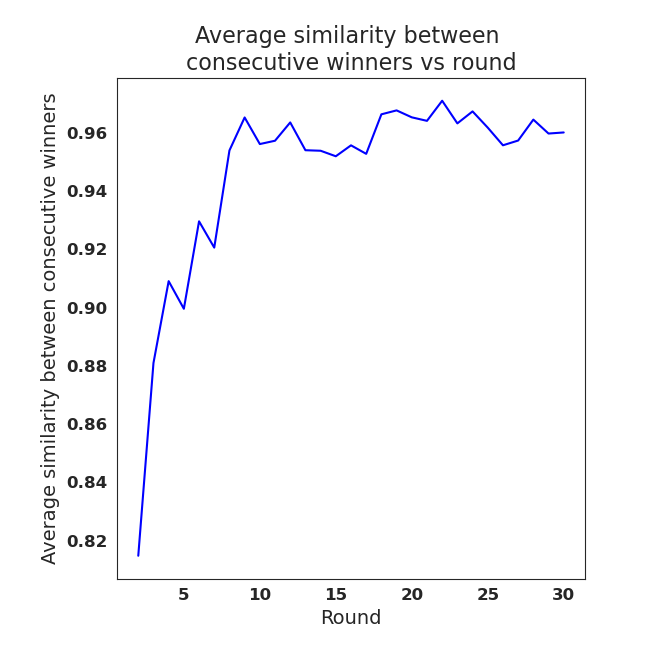 Average similarity between
consecutive winners vs round
Average similarity between consecutive winners
0.96
0.94
0.92
0.90
0.88
0.86
0.84
0.82
5 10 15 20 25 30
Round